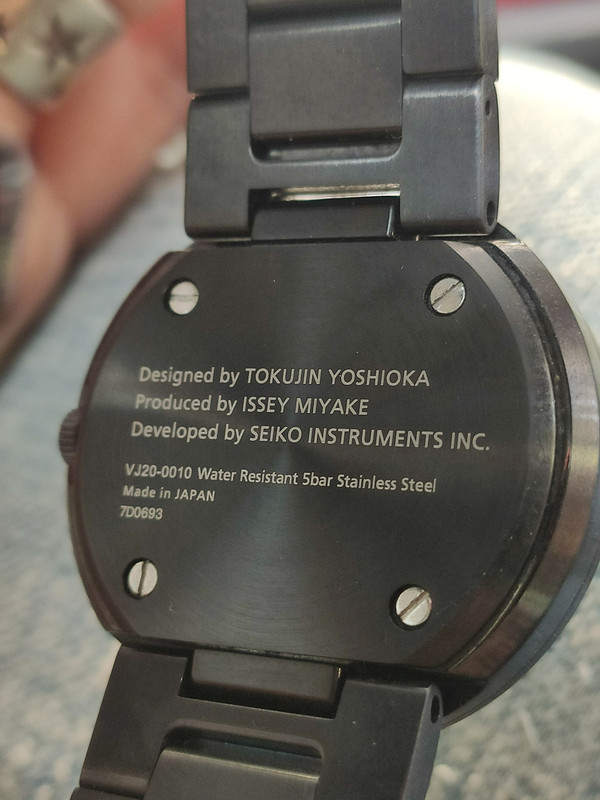 Designed by TOKUJIN YOSHIOKA
Produced by ISSEY MIYAKE
Developed by SEIKO INSTRUMENTS INC.
VJ20-0010 Water Resistant 5bar Stainless Steel
Made in JAPAN
7D0693